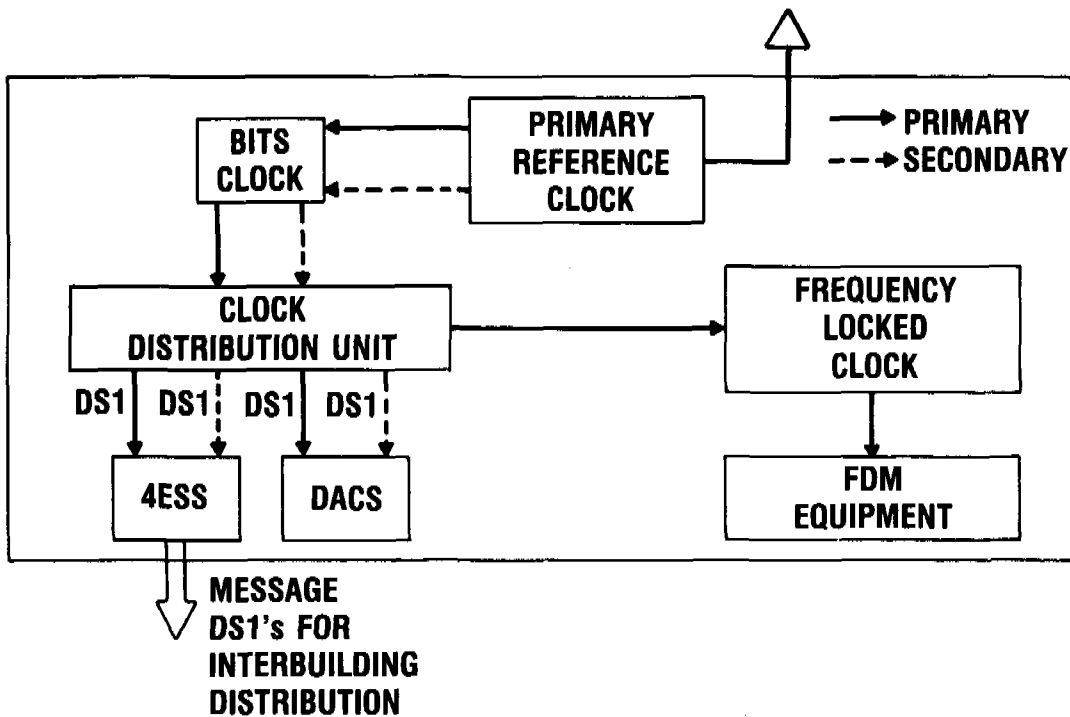 BITS
CLOCK
PRIMARY
REFERENCE
CLOCK
PRIMARY
SECONDARY
CLOCK
DISTRIBUTION UNIT
FREQUENCY
LOCKED
CLOCK
DS1 DS1 DS1 DS1
4ESS
DACS
FDM
EQUIPMENT
MESSAGE
DS1's FOR
INTERBUILDING
DISTRIBUTION